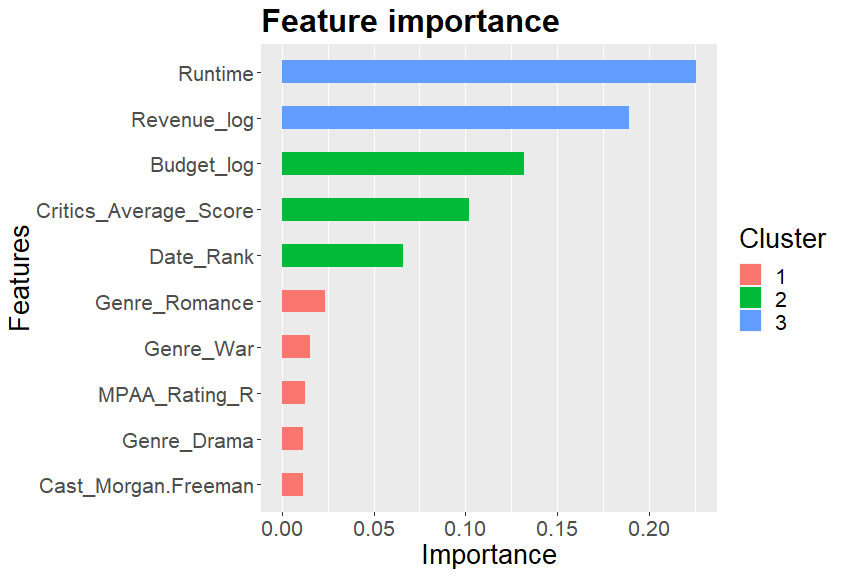 Feature importance
Features
Runtime
Revenue_log
Budget_log
Critics_Average_Score
Date_Rank
Genre_Romance
Genre_War
MPAA_Rating_R
Genre_Drama
Cast_Morgan.Freeman
0.00 0.05 0.10 0.15 0.20
Importance
Cluster
1
2
3